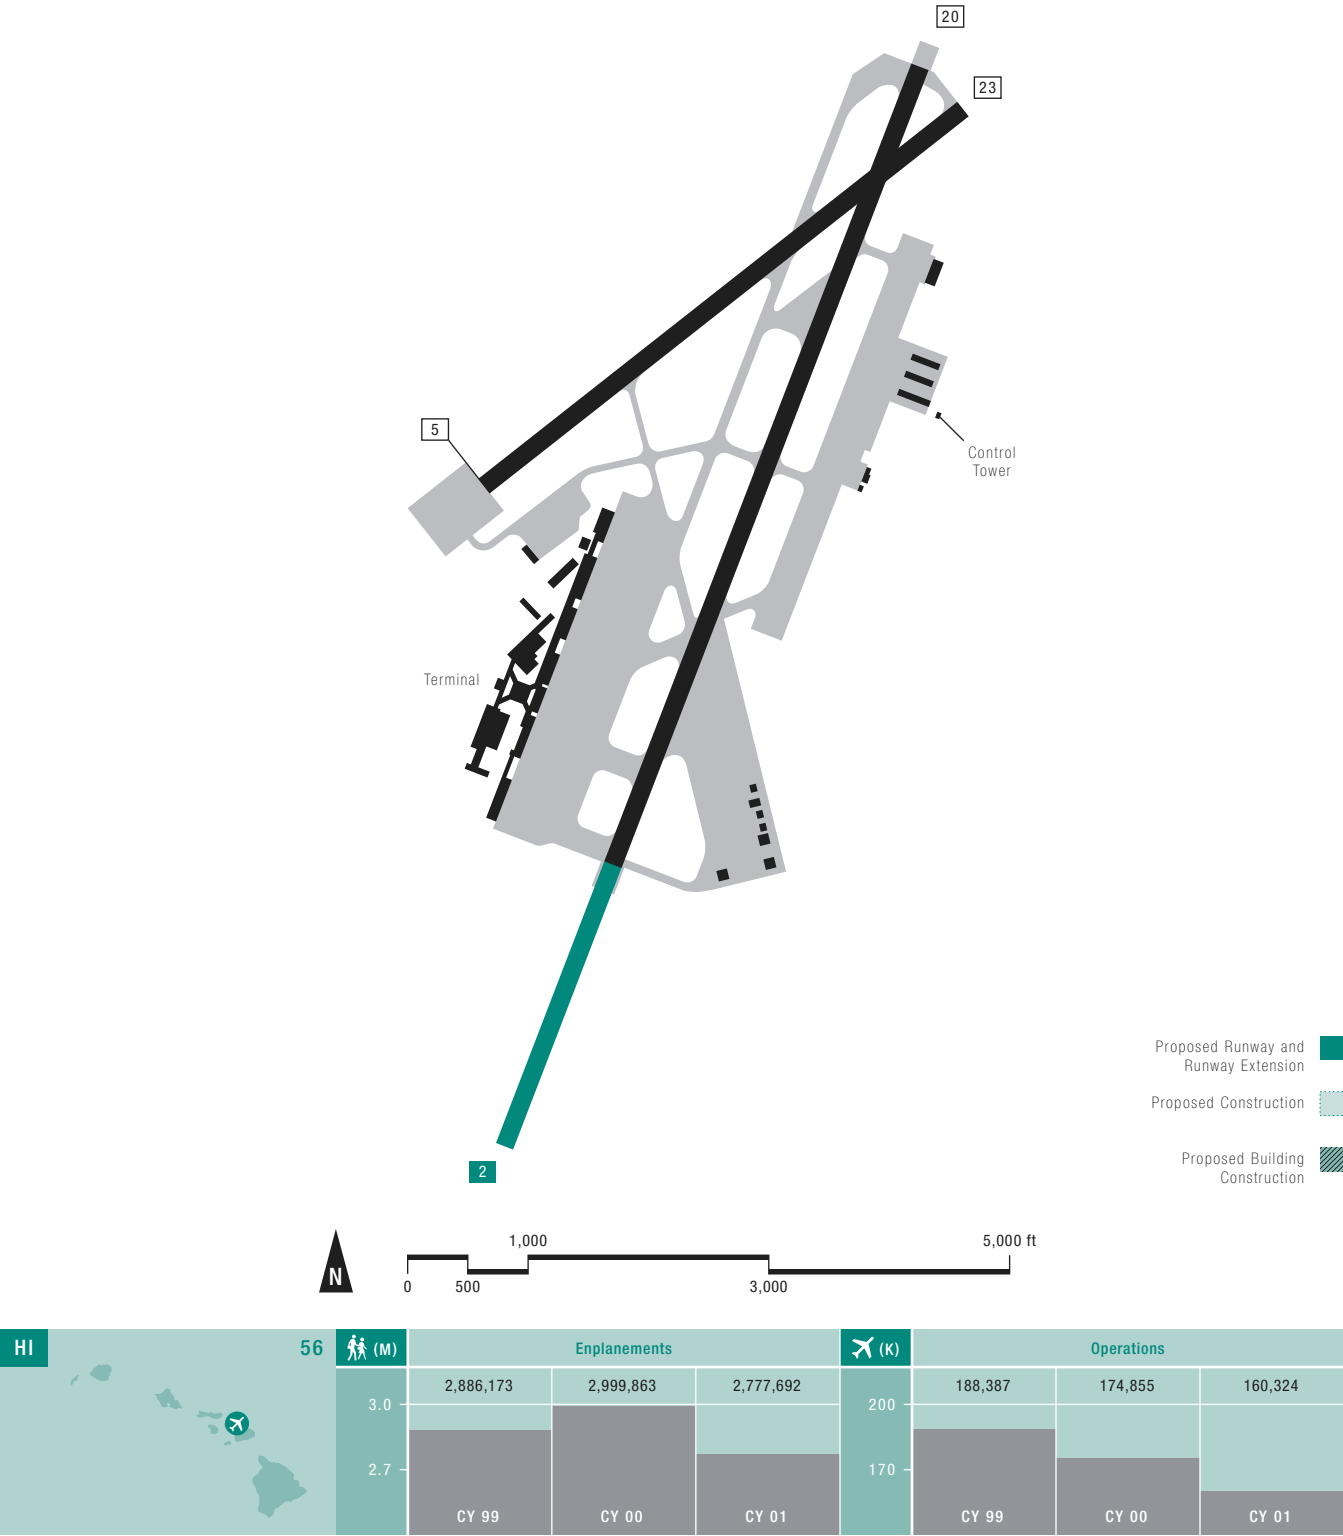 20
23
5
Control
Tower
Terminal
Proposed Runway and
Runway Extension
Proposed Construction
Proposed Building
Construction
2
1,000
5,000 ft
N
0
500
3,000
HI
56
(M)
Enplanements
(K)
Operations
2,886,173
2,999,863
2,777,692
188,387
174,855
160,324
3.0
200
2.7
170
CY 99
CY 00
CY 01
CY 99
CY 00
CY 01